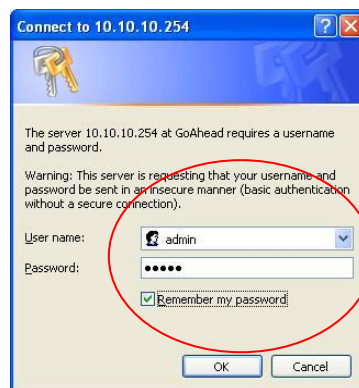 Connect to 10.10.10.254
The server 10.10.10.254 at GoAhead requires a username
and password.
Warning: This server is requesting that your username and
password be sent in an insecure manner (basic authentication
without a secure connection).
User name: admin
Password: •••••
Remember my password
OK Cancel